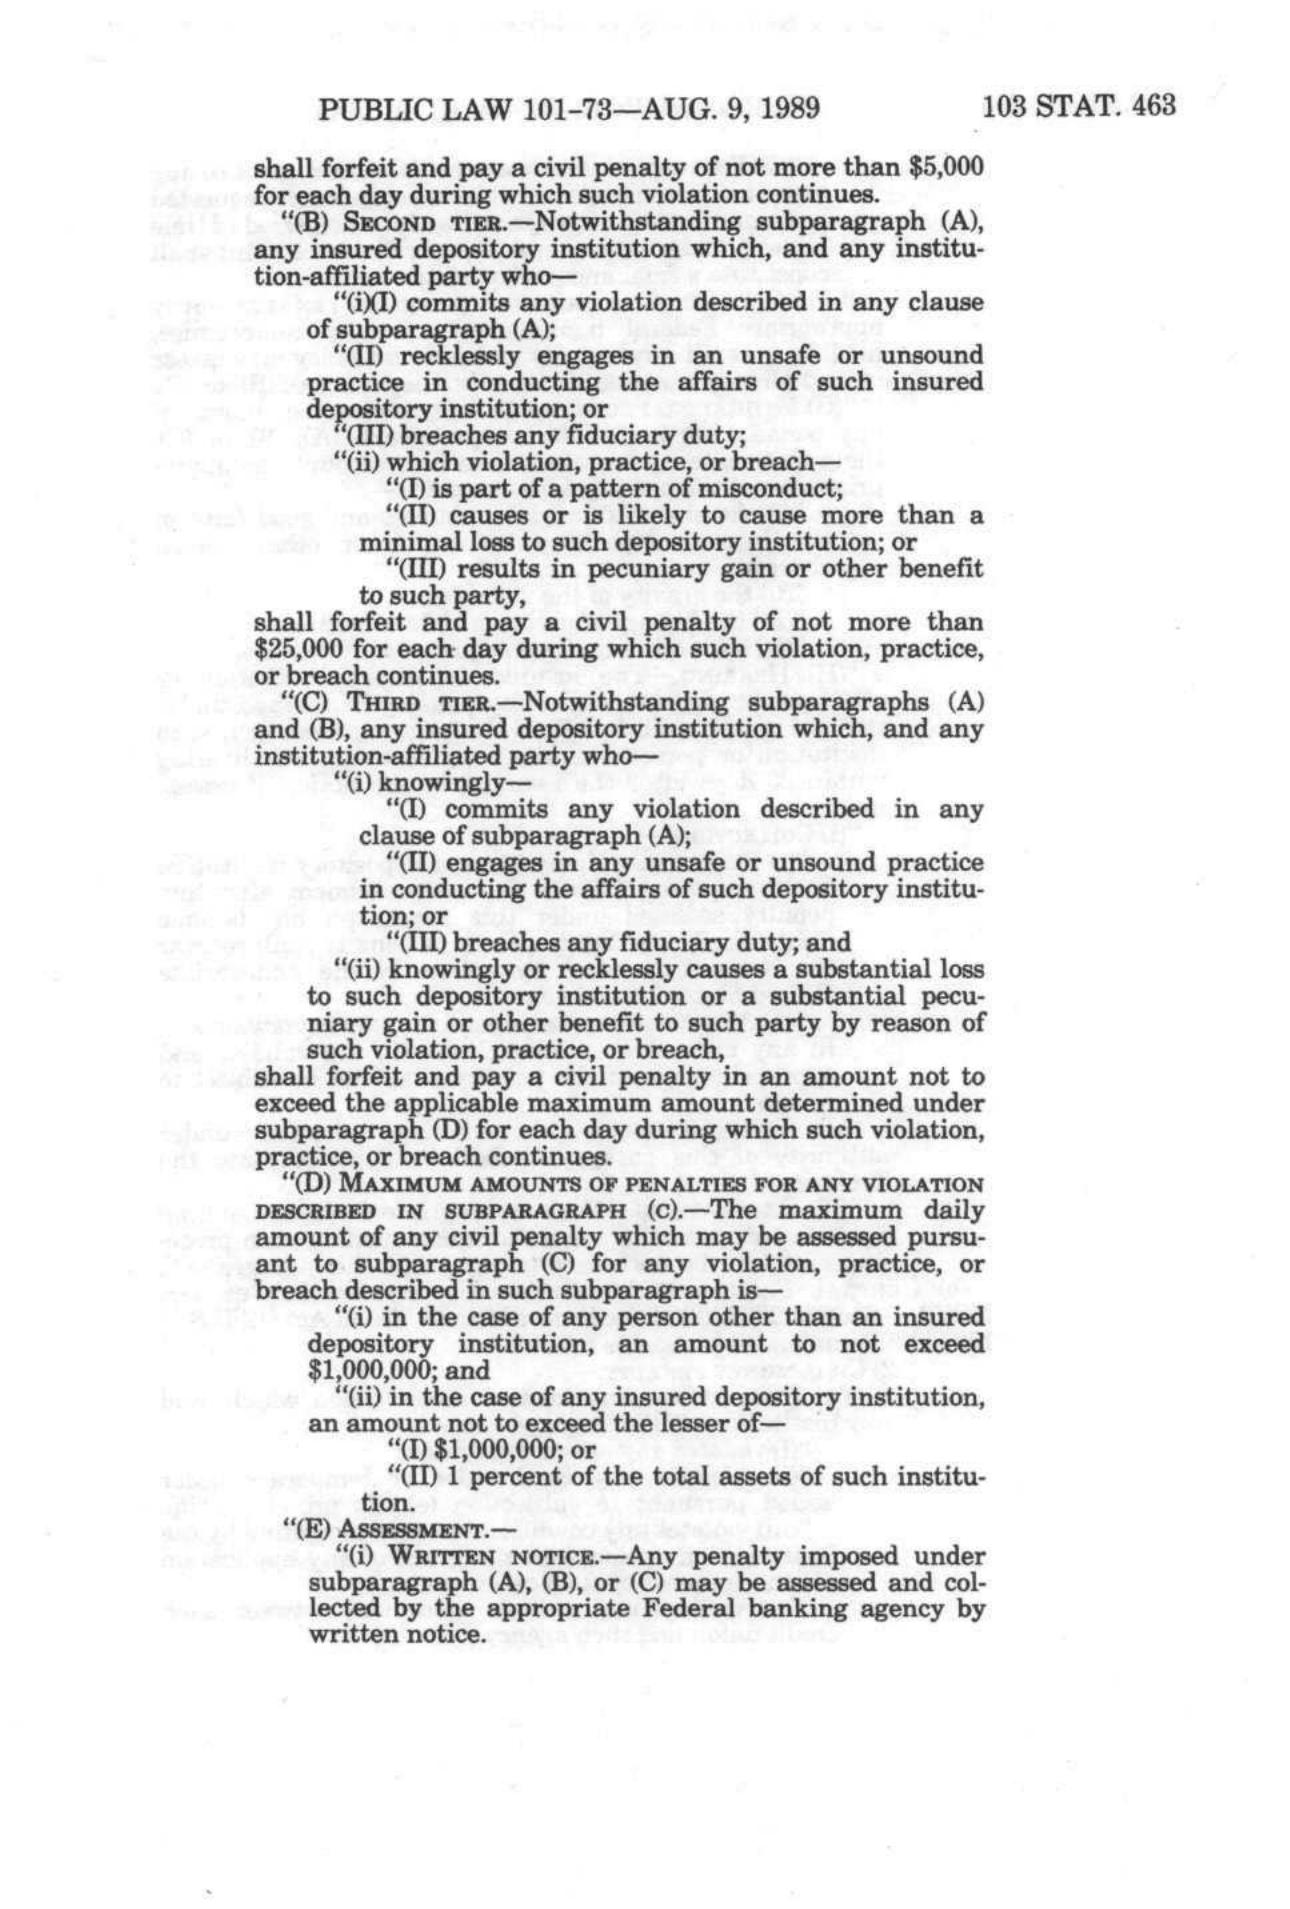 PUBLIC LAW 101–73—AUG. 9, 1989 103 STAT. 463
shall forfeit and pay a civil penalty of not more than $5,000
for each day during which such violation continues.
“(B) SECOND TIER.—Notwithstanding subparagraph (A),
any insured depository institution which, and any institu-
tion-affiliated party who—
“(i)(I) commits any violation described in any clause
of subparagraph (A);
“(II) recklessly engages in an unsafe or unsound
practice in conducting the affairs of such insured
depository institution; or
“(III) breaches any fiduciary duty;
“(ii) which violation, practice, or breach—
“(I) is part of a pattern of misconduct;
“(II) causes or is likely to cause more than a
minimal loss to such depository institution; or
“(III) results in pecuniary gain or other benefit
to such party,
shall forfeit and pay a civil penalty of not more than
$25,000 for each day during which such violation, practice,
or breach continues.
“(C) THIRD TIER.—Notwithstanding subparagraphs (A)
and (B), any insured depository institution which, and any
institution-affiliated party who—
“(i) knowingly—
“(I) commits any violation described in any
clause of subparagraph (A);
“(II) engages in any unsafe or unsound practice
in conducting the affairs of such depository institu-
tion; or
“(III) breaches any fiduciary duty; and
“(ii) knowingly or recklessly causes a substantial loss
to such depository institution or a substantial pecu-
niary gain or other benefit to such party by reason of
such violation, practice, or breach,
shall forfeit and pay a civil penalty in an amount not to
exceed the applicable maximum amount determined under
subparagraph (D) for each day during which such violation,
practice, or breach continues.
“(D) MAXIMUM AMOUNTS OF PENALTIES FOR ANY VIOLATION
DESCRIBED IN SUBPARAGRAPH (C).—The maximum daily
amount of any civil penalty which may be assessed pursu-
ant to subparagraph (C) for any violation, practice, or
breach described in such subparagraph is—
“(i) in the case of any person other than an insured
depository institution, an amount to not exceed
$1,000,000; and
“(ii) in the case of any insured depository institution,
an amount not to exceed the lesser of—
“(I) $1,000,000; or
“(II) 1 percent of the total assets of such institu-
tion.
“(E) ASSESSMENT.—
“(i) WRITTEN NOTICE.—Any penalty imposed under
subparagraph (A), (B), or (C) may be assessed and col-
lected by the appropriate Federal banking agency by
written notice.